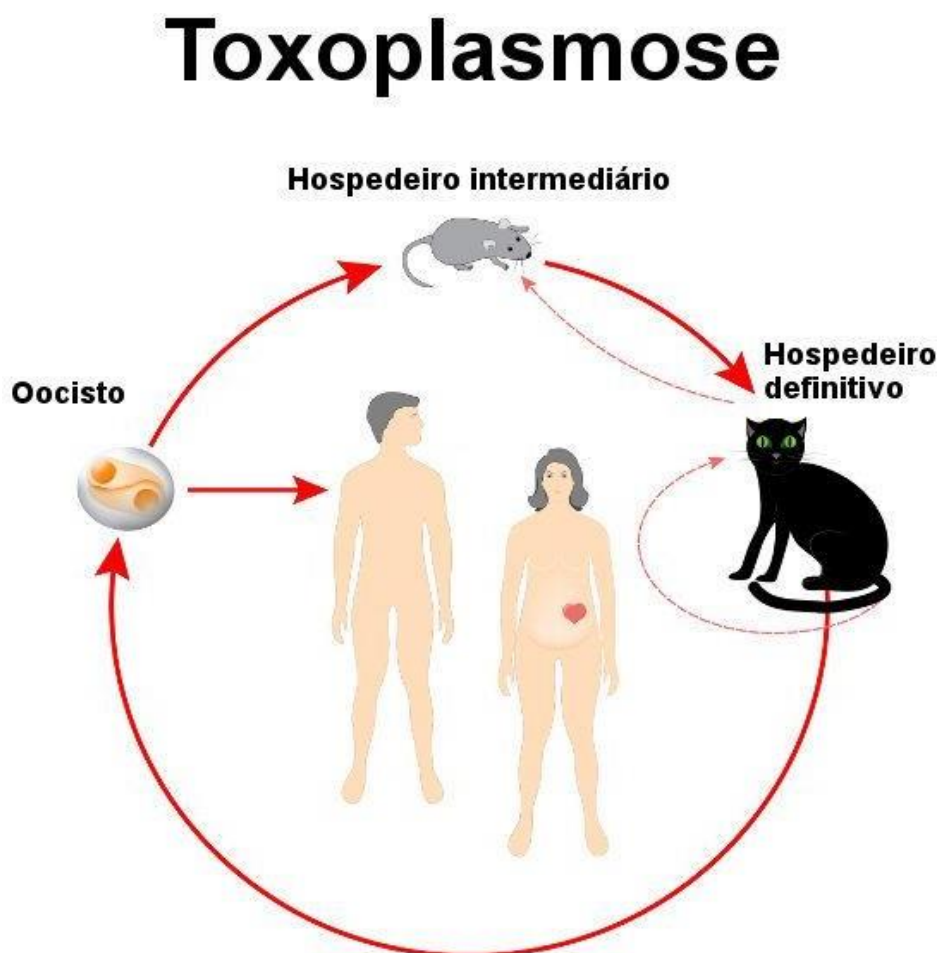 Toxoplasmose
Hospedeiro intermediário
Hospedeiro
definitivo
Oocisto